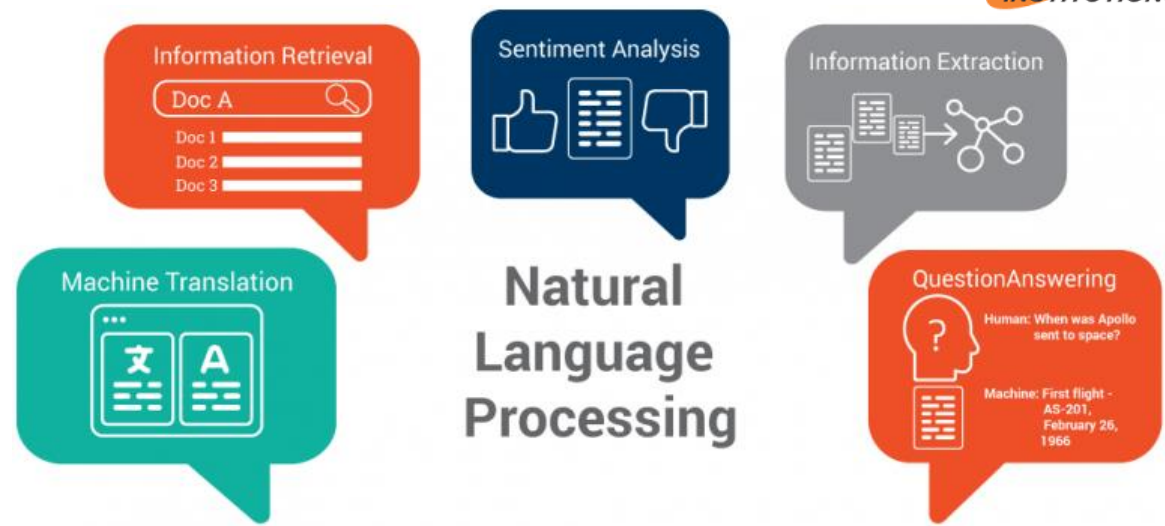 Information Retrieval
Doc A
Doc 1
Doc 2
Doc 3
Sentiment Analysis
Information Extraction
Machine Translation
文 A
Natural
Language
Processing
QuestionAnswering
?
Human: When was Apollo
sent to space?
Machine: First flight -
AS-201,
February 26,
1966